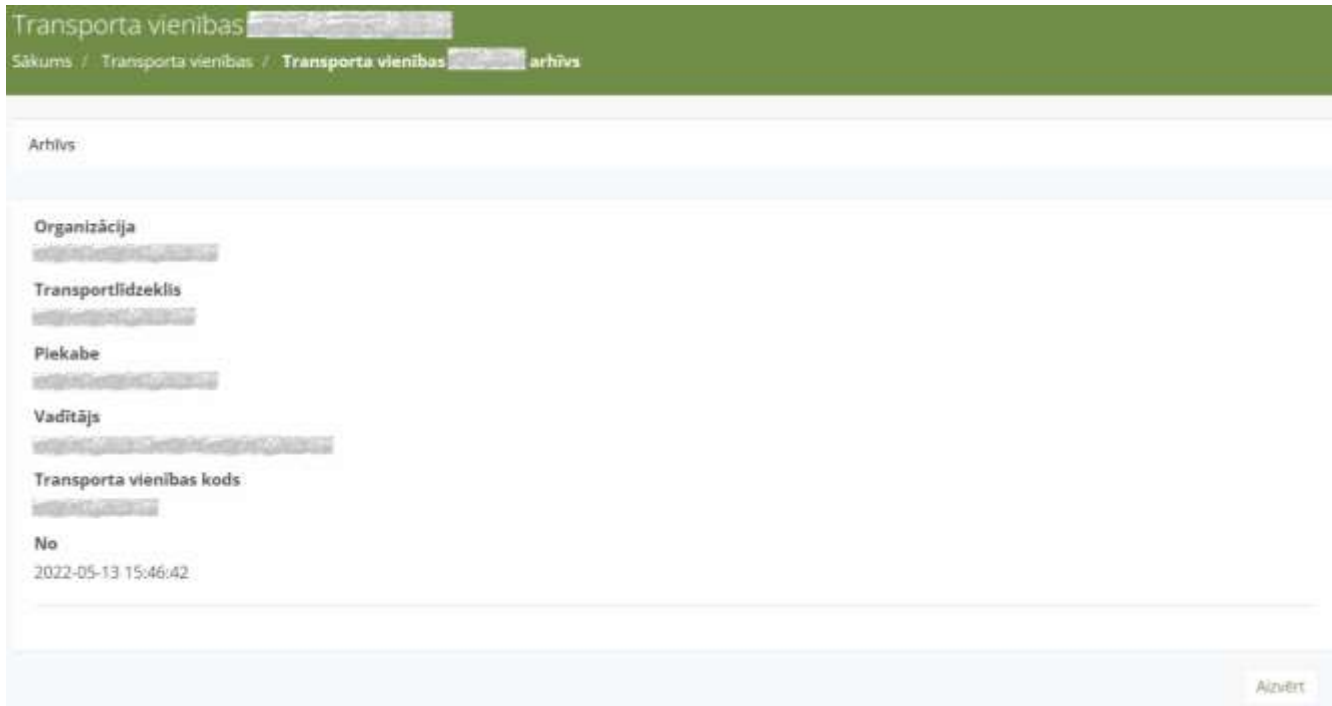 Transporta vienības
Sākums / Transporta vienības / Transporta vienības arhīvs
Arhīvs
Organizācija
Transportlīdzeklis
Piekabe
Vadītājs
Transporta vienības kods
No
2022-05-13 15:46:42
Aizvērt